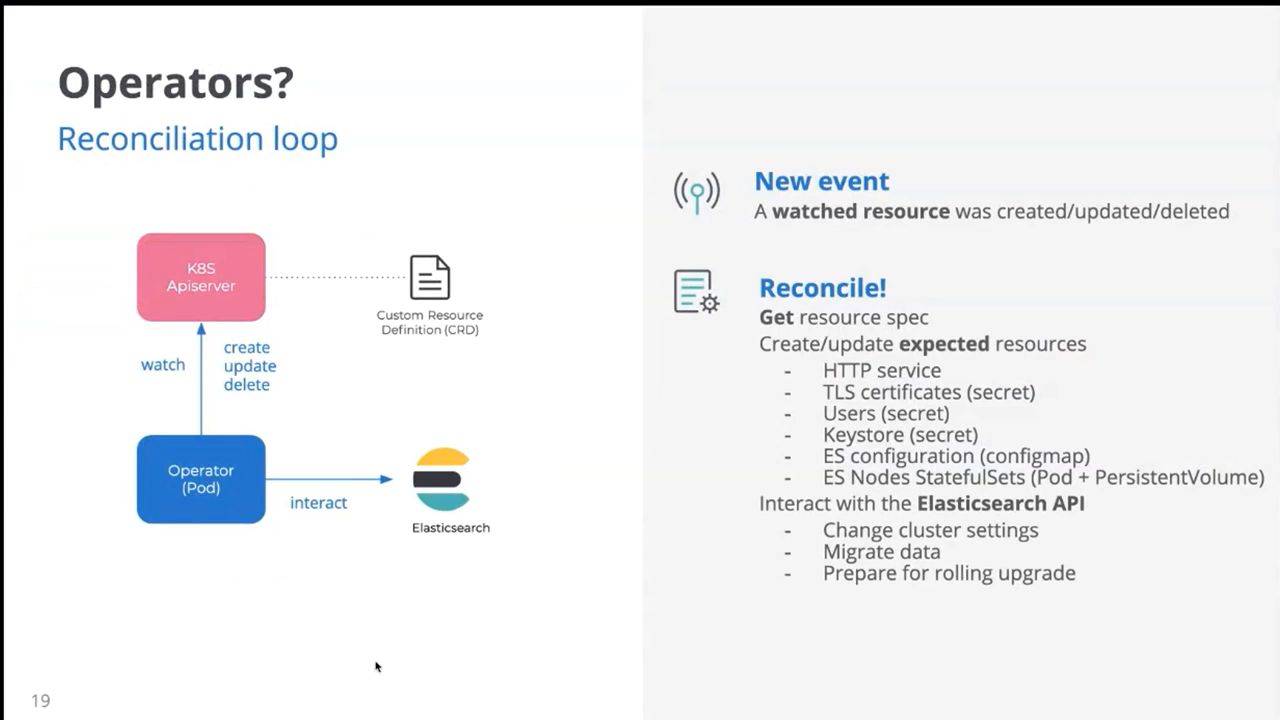 Operators?
Reconciliation loop
K8S
Apiserver
Custom Resource
Definition (CRD)
watch
create
update
delete
Operator
(Pod)
interact
Elasticsearch
19
New event
A watched resource was created/updated/deleted
Reconcile!
Get resource spec
Create/update expected resources
- HTTP service
- TLS certificates (secret)
- Users (secret)
- Keystore (secret)
- ES configuration (configmap)
- ES Nodes StatefulSets (Pod + PersistentVolume)
Interact with the Elasticsearch API
- Change cluster settings
- Migrate data
- Prepare for rolling upgrade